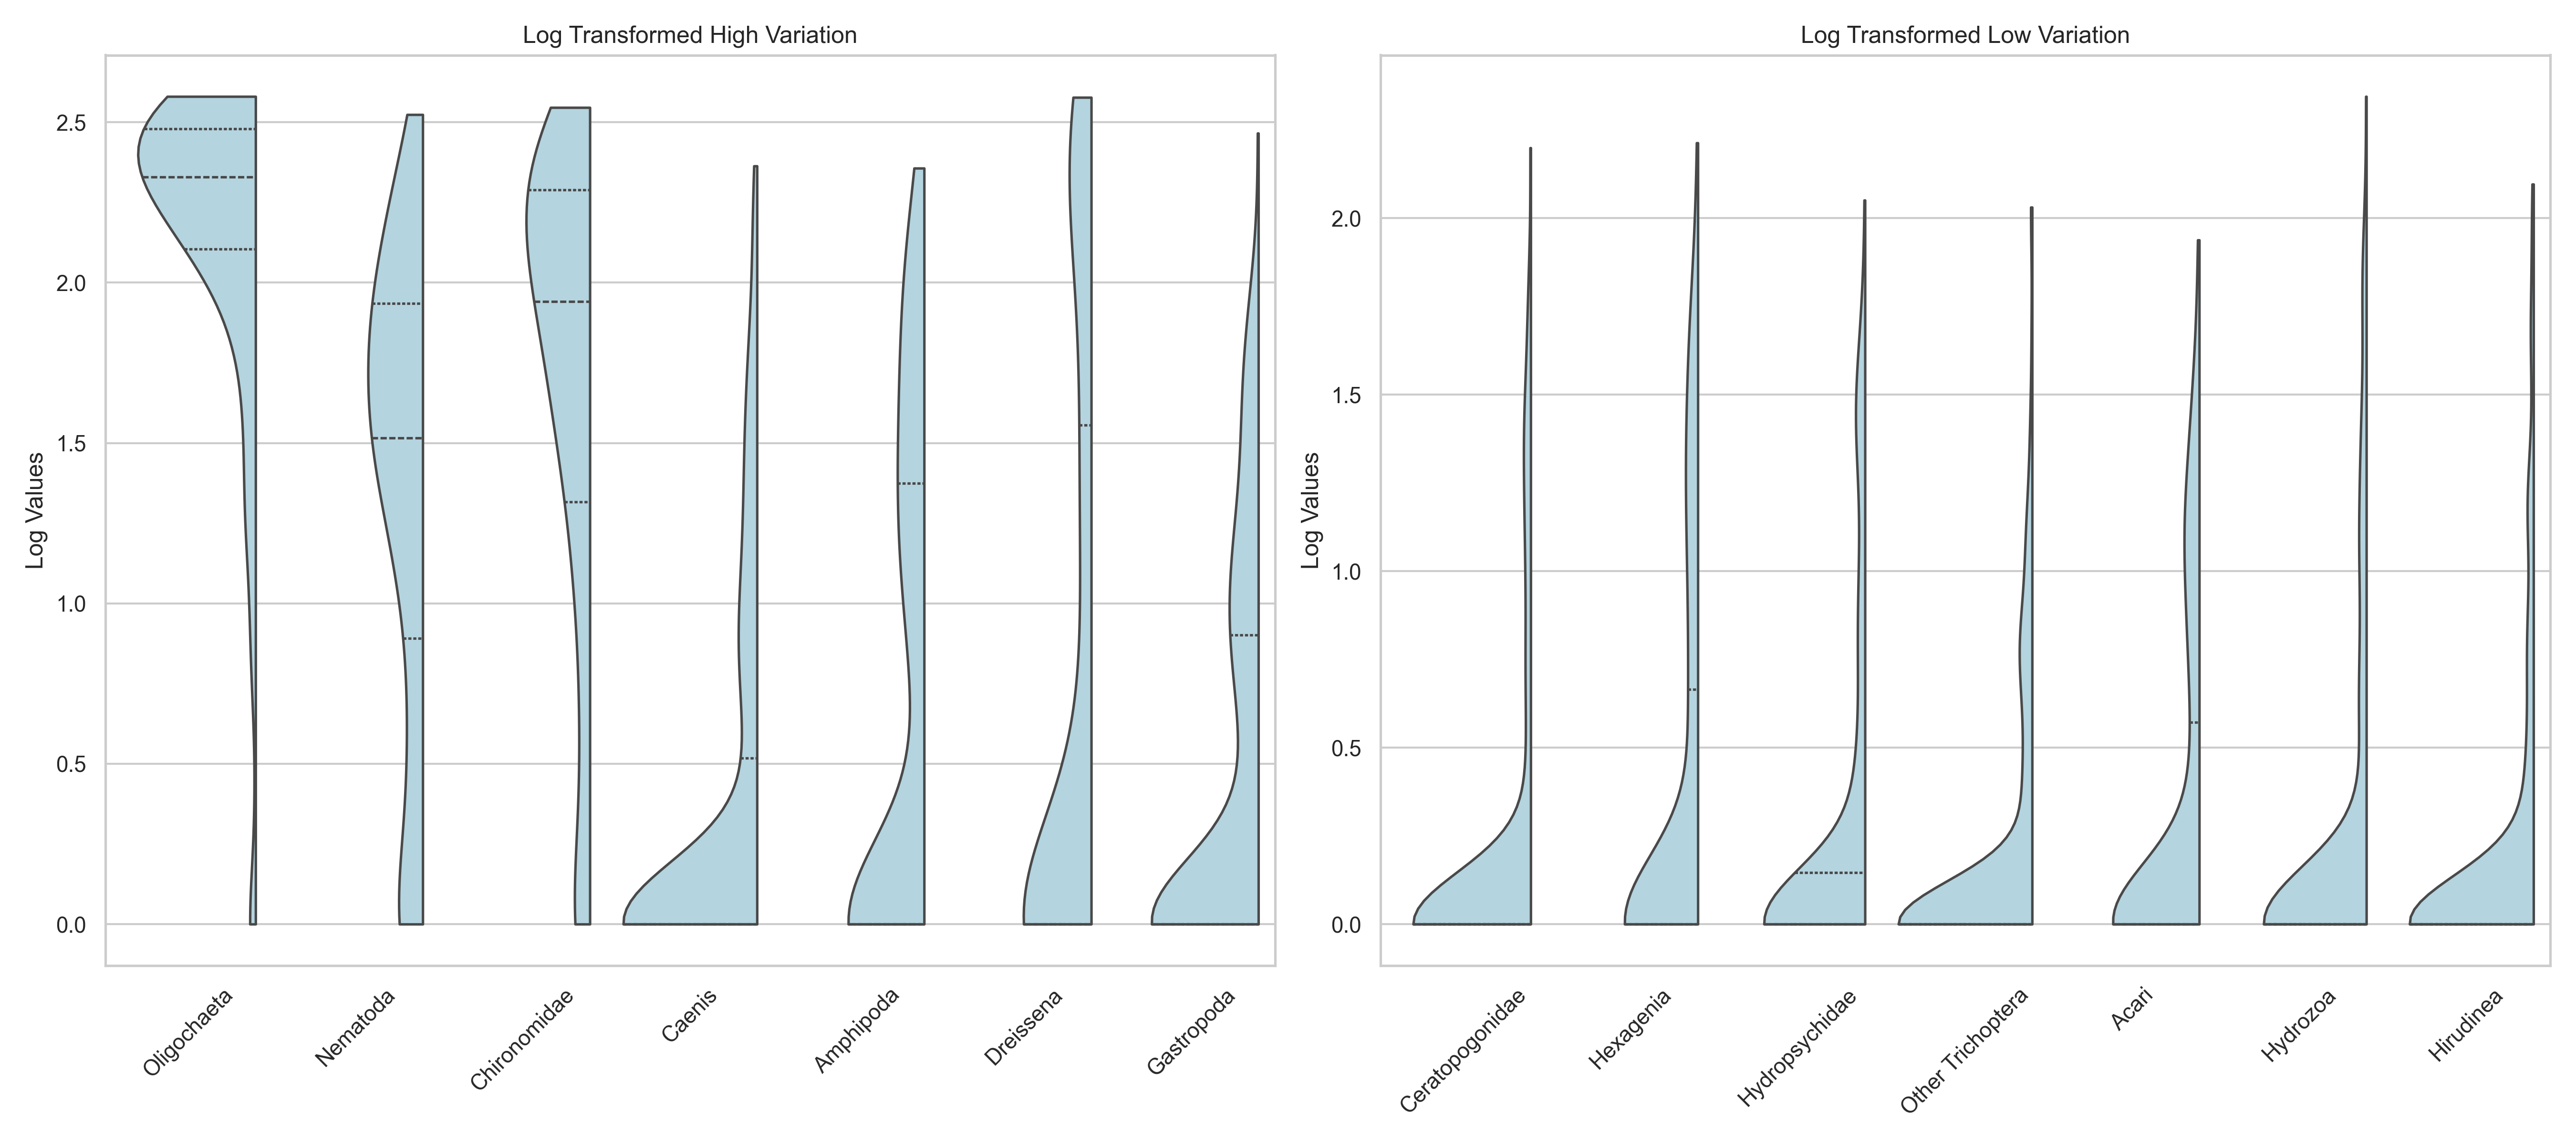 Log Transformed High Variation
Log Values
2.5
2.0
1.5
1.0
0.5
0.0
Oligochaeta
Nematoda
Chironomidae
Caenis
Amphipoda
Dreissena
Gastropoda
Log Transformed Low Variation
Log Values
2.0
1.5
1.0
0.5
0.0
Ceratopogonidae
Hexagenia
Hydropsychidae
Other Trichoptera
Acari
Hydrozoa
Hirudinea